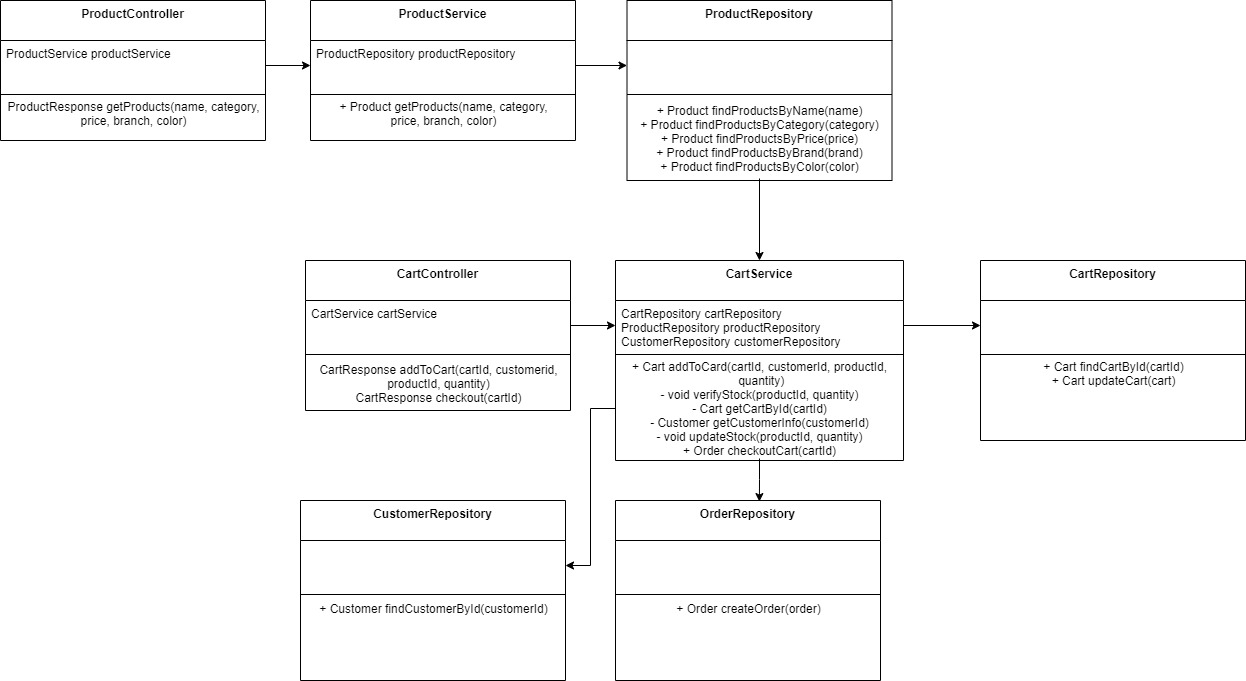 ProductController
ProductService productService
ProductResponse getProducts(name, category,
price, branch, color)
ProductService
ProductRepository productRepository
+ Product getProducts(name, category,
price, branch, color)
ProductRepository
+ Product findProductsByName(name)
+ Product findProductsByCategory(category)
+ Product findProductsByPrice(price)
+ Product findProductsByBrand(brand)
+ Product findProductsByColor(color)
CartController
CartService cartService
CartResponse addToCart(cartId, customerid,
productId, quantity)
CartResponse checkout(cartId)
CartService
CartRepository cartRepository
ProductRepository productRepository
CustomerRepository customerRepository
+ Cart addToCard(cartId, customerId, productId,
quantity)
- void verifyStock(productId, quantity)
- Cart getCartById(cartId)
- Customer getCustomerInfo(customerId)
- void updateStock(productId, quantity)
+ Order checkoutCart(cartId)
CartRepository
+ Cart findCartById(cartId)
+ Cart updateCart(cart)
CustomerRepository
+ Customer findCustomerById(customerId)
OrderRepository
+ Order createOrder(order)